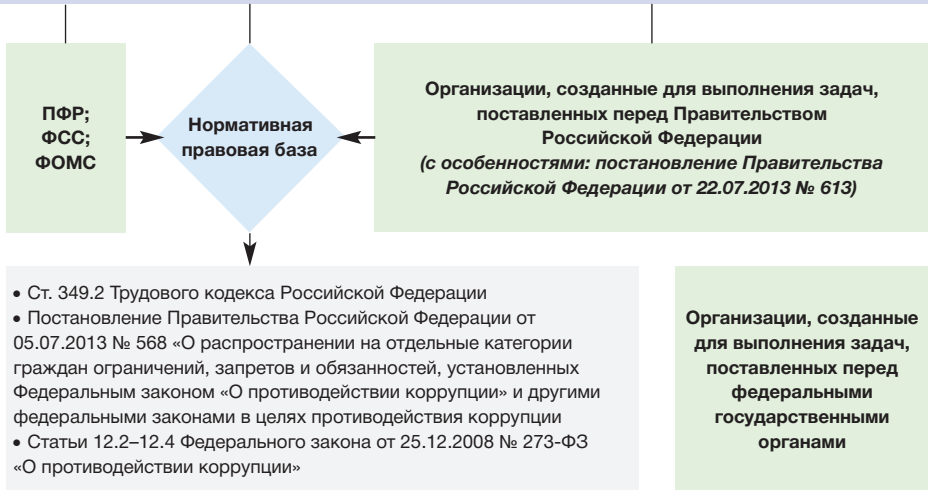 ПФР;
ФСС;
ФОМС
Нормативная
правовая база
Организации, созданные для выполнения задач,
поставленных перед Правительством
Российской Федерации
(с особенностями: постановление Правительства
Российской Федерации от 22.07.2013 № 613)
• Ст. 349.2 Трудового кодекса Российской Федерации
• Постановление Правительства Российской Федерации от
05.07.2013 № 568 «О распространении на отдельные категории
граждан ограничений, запретов и обязанностей, установленных
Федеральным законом «О противодействии коррупции» и другими
федеральными законами в целях противодействия коррупции
• Статьи 12.2–12.4 Федерального закона от 25.12.2008 № 273-ФЗ
«О противодействии коррупции»
Организации, созданные
для выполнения задач,
поставленных перед
федеральными
государственными
органами